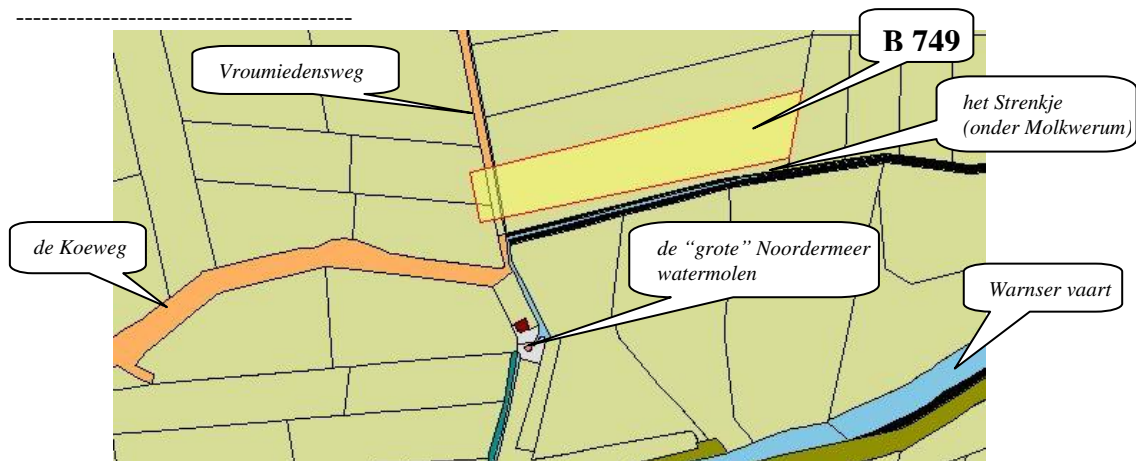 B 749
Vroumiedensweg
het Strenkje
(onder Molkwerum)
de Koeweg
de “grote” Noordermeer
watermolen
Warnser vaart